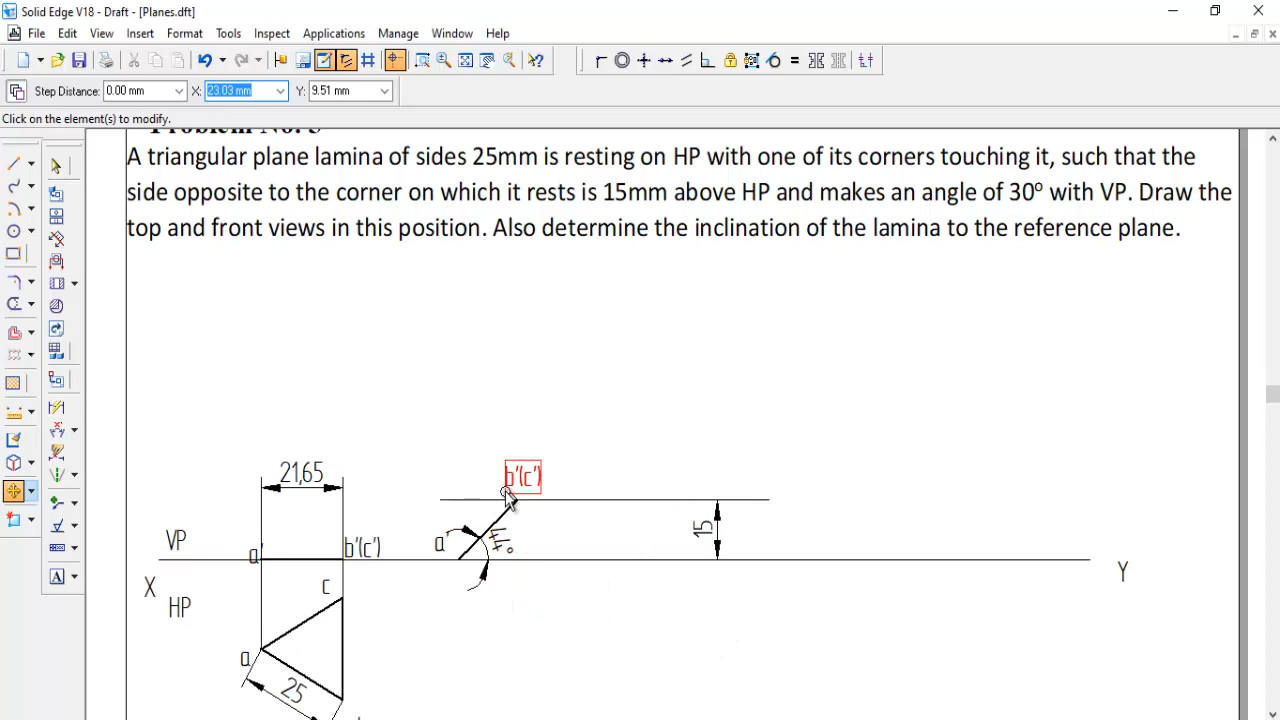 Solid Edge V18 - Draft - [Planes.dft]
File Edit View Insert Format Tools Inspect Applications Manage Window Help
Step Distance: 0.00 mm X: 23.03 mm Y: 9.51 mm
Click on the element(s) to modify.
Problem No. 3
A triangular plane lamina of sides 25mm is resting on HP with one of its corners touching it, such that the
side opposite to the corner on which it rests is 15mm above HP and makes an angle of 30º with VP. Draw the
top and front views in this position. Also determine the inclination of the lamina to the reference plane.
21,65
b'(c')
VP
a'
b'(c')
a'
44°
15
X
HP
c
Y
a
25